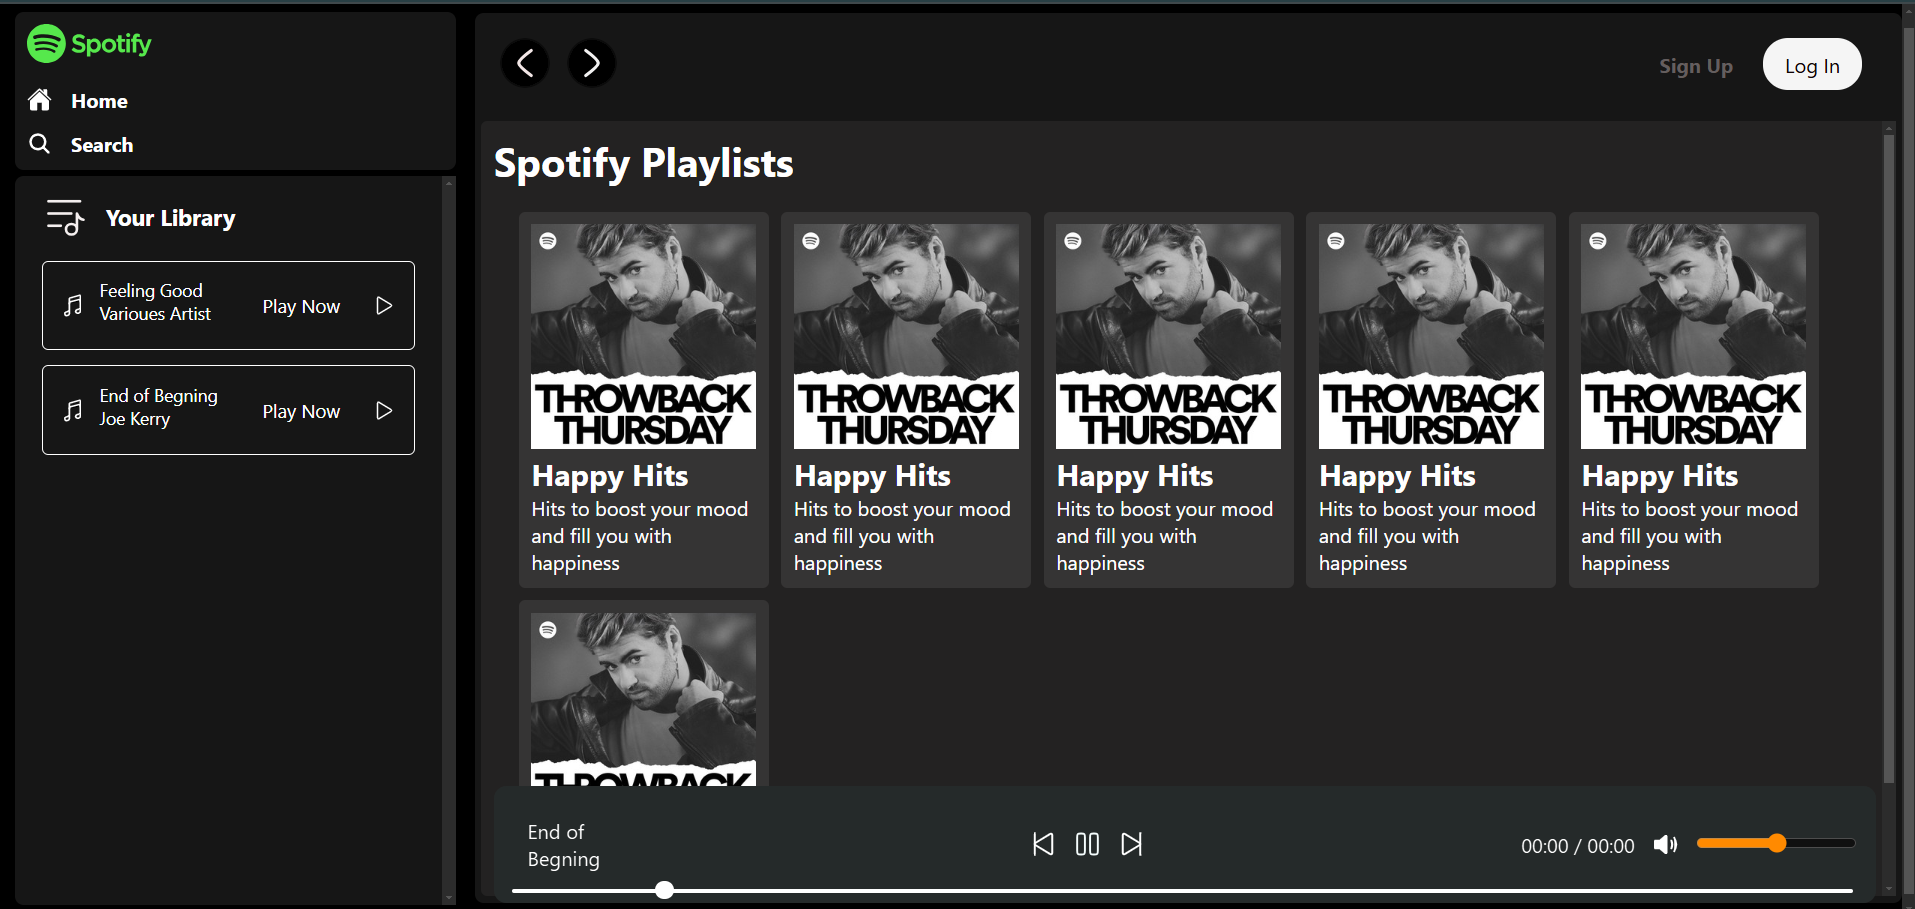 Spotify
Home
Search
Your Library
Feeling Good
Varioues Artist
Play Now
End of Begning
Joe Kerry
Play Now
Sign Up
Log In
Spotify Playlists
THROWBACK
THURSDAY
Happy Hits
Hits to boost your mood
and fill you with
happiness
THROWBACK
THURSDAY
Happy Hits
Hits to boost your mood
and fill you with
happiness
THROWBACK
THURSDAY
Happy Hits
Hits to boost your mood
and fill you with
happiness
THROWBACK
THURSDAY
Happy Hits
Hits to boost your mood
and fill you with
happiness
THROWBACK
THURSDAY
Happy Hits
Hits to boost your mood
and fill you with
happiness
THROWBACK
End of
Begning
00:00 / 00:00